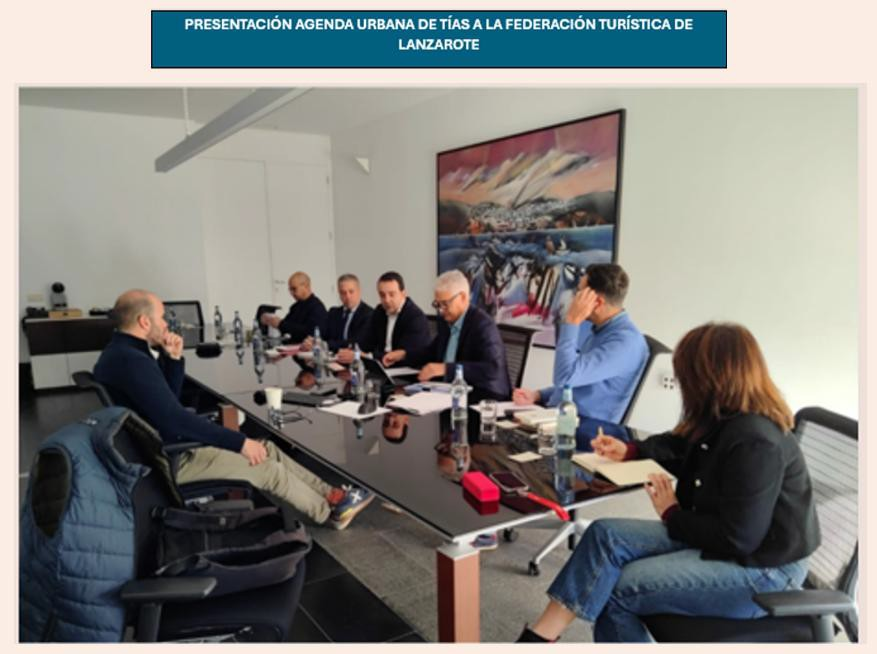 PRESENTACIÓN AGENDA URBANA DE TÍAS A LA FEDERACIÓN TURÍSTICA DE
LANZAROTE